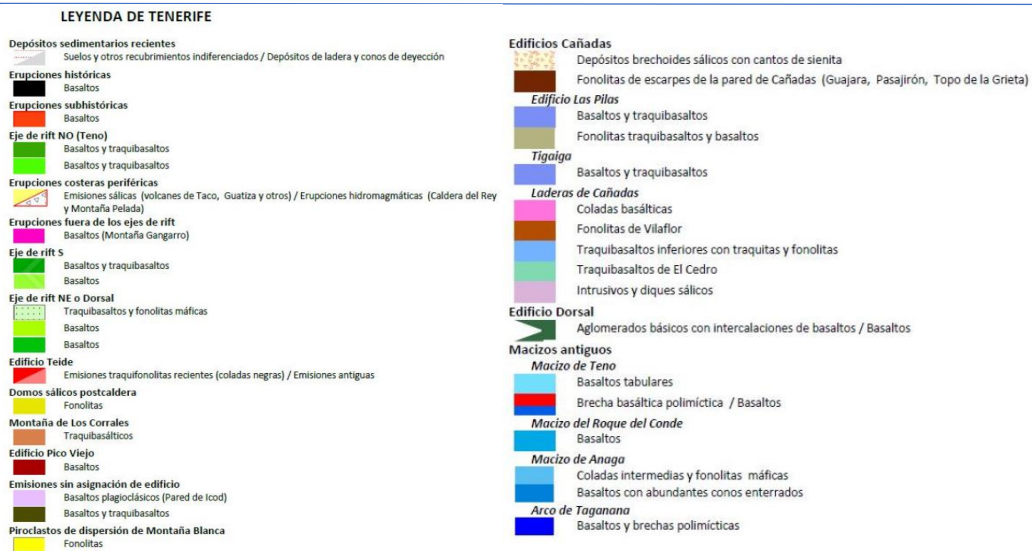 LEYENDA DE TENERIFE
Depósitos sedimentarios recientes
Suelos y otros recubrimientos indiferenciados / Depósitos de ladera y conos de deyección
Erupciones históricas
Basaltos
Erupciones subhistóricas
Basaltos
Eje de rift NO (Teno)
Basaltos y traquibasaltos
Basaltos y traquibasaltos
Erupciones costeras periféricas
Emisiones sálicas (volcanes de Taco, Guatiza y otros) / Erupciones hidromagmáticas (Caldera del Rey
y Montaña Pelada)
Erupciones fuera de los ejes de rift
Basaltos (Montaña Gangarro)
Eje de rift S
Basaltos y traquibasaltos
Basaltos
Eje de rift NE o Dorsal
Traquibasaltos y fonolitas máficas
Basaltos
Basaltos
Edificio Teide
Emisiones traquifonolitas recientes (coladas negras) / Emisiones antiguas
Domos sálicos postcaldera
Fonolitas
Montaña de Los Corrales
Traquibasálticos
Edificio Pico Viejo
Basaltos
Emisiones sin asignación de edificio
Basaltos plagioclásicos (Pared de Icod)
Basaltos y traquibasaltos
Piroclastos de dispersión de Montaña Blanca
Fonolitas
Edificios Cañadas
Depósitos brechoides sálicos con cantos de sienita
Fonolitas de escarpes de la pared de Cañadas (Guajara, Pasajirón, Topo de la Grieta)
Edificio Las Pilas
Basaltos y traquibasaltos
Fonolitas traquibasaltos y basaltos
Tigaiga
Basaltos y traquibasaltos
Laderas de Cañadas
Coladas basálticas
Fonolitas de Vilaflor
Traquibasaltos inferiores con traquitas y fonolitas
Traquibasaltos de El Cedro
Intrusivos y diques sálicos
Edificio Dorsal
Aglomerados básicos con intercalaciones de basaltos / Basaltos
Macizos antiguos
Macizo de Teno
Basaltos tabulares
Brecha basáltica polimíctica / Basaltos
Macizo del Roque del Conde
Basaltos
Macizo de Anaga
Coladas intermedias y fonolitas máficas
Basaltos con abundantes conos enterrados
Arco de Taganana
Basaltos y brechas polimícticas